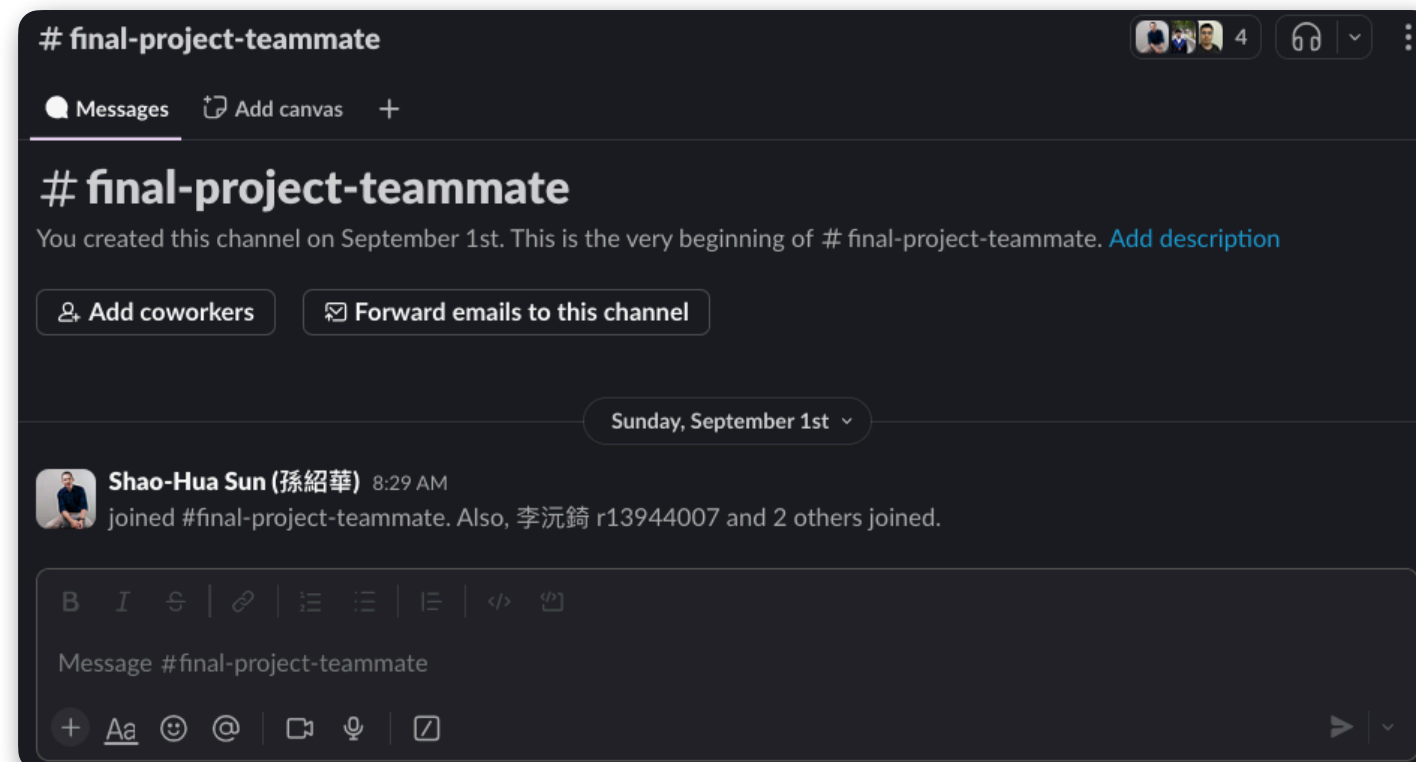 # final-project-teammate
4
Messages
Add canvas
# final-project-teammate
You created this channel on September 1st. This is the very beginning of # final-project-teammate. Add description
Add coworkers
Forward emails to this channel
Sunday, September 1st
Shao-Hua Sun (孫紹華) 8:29 AM
joined #final-project-teammate. Also, 李沅錡 r13944007 and 2 others joined.
B I S
Message #final-project-teammate
Aa @